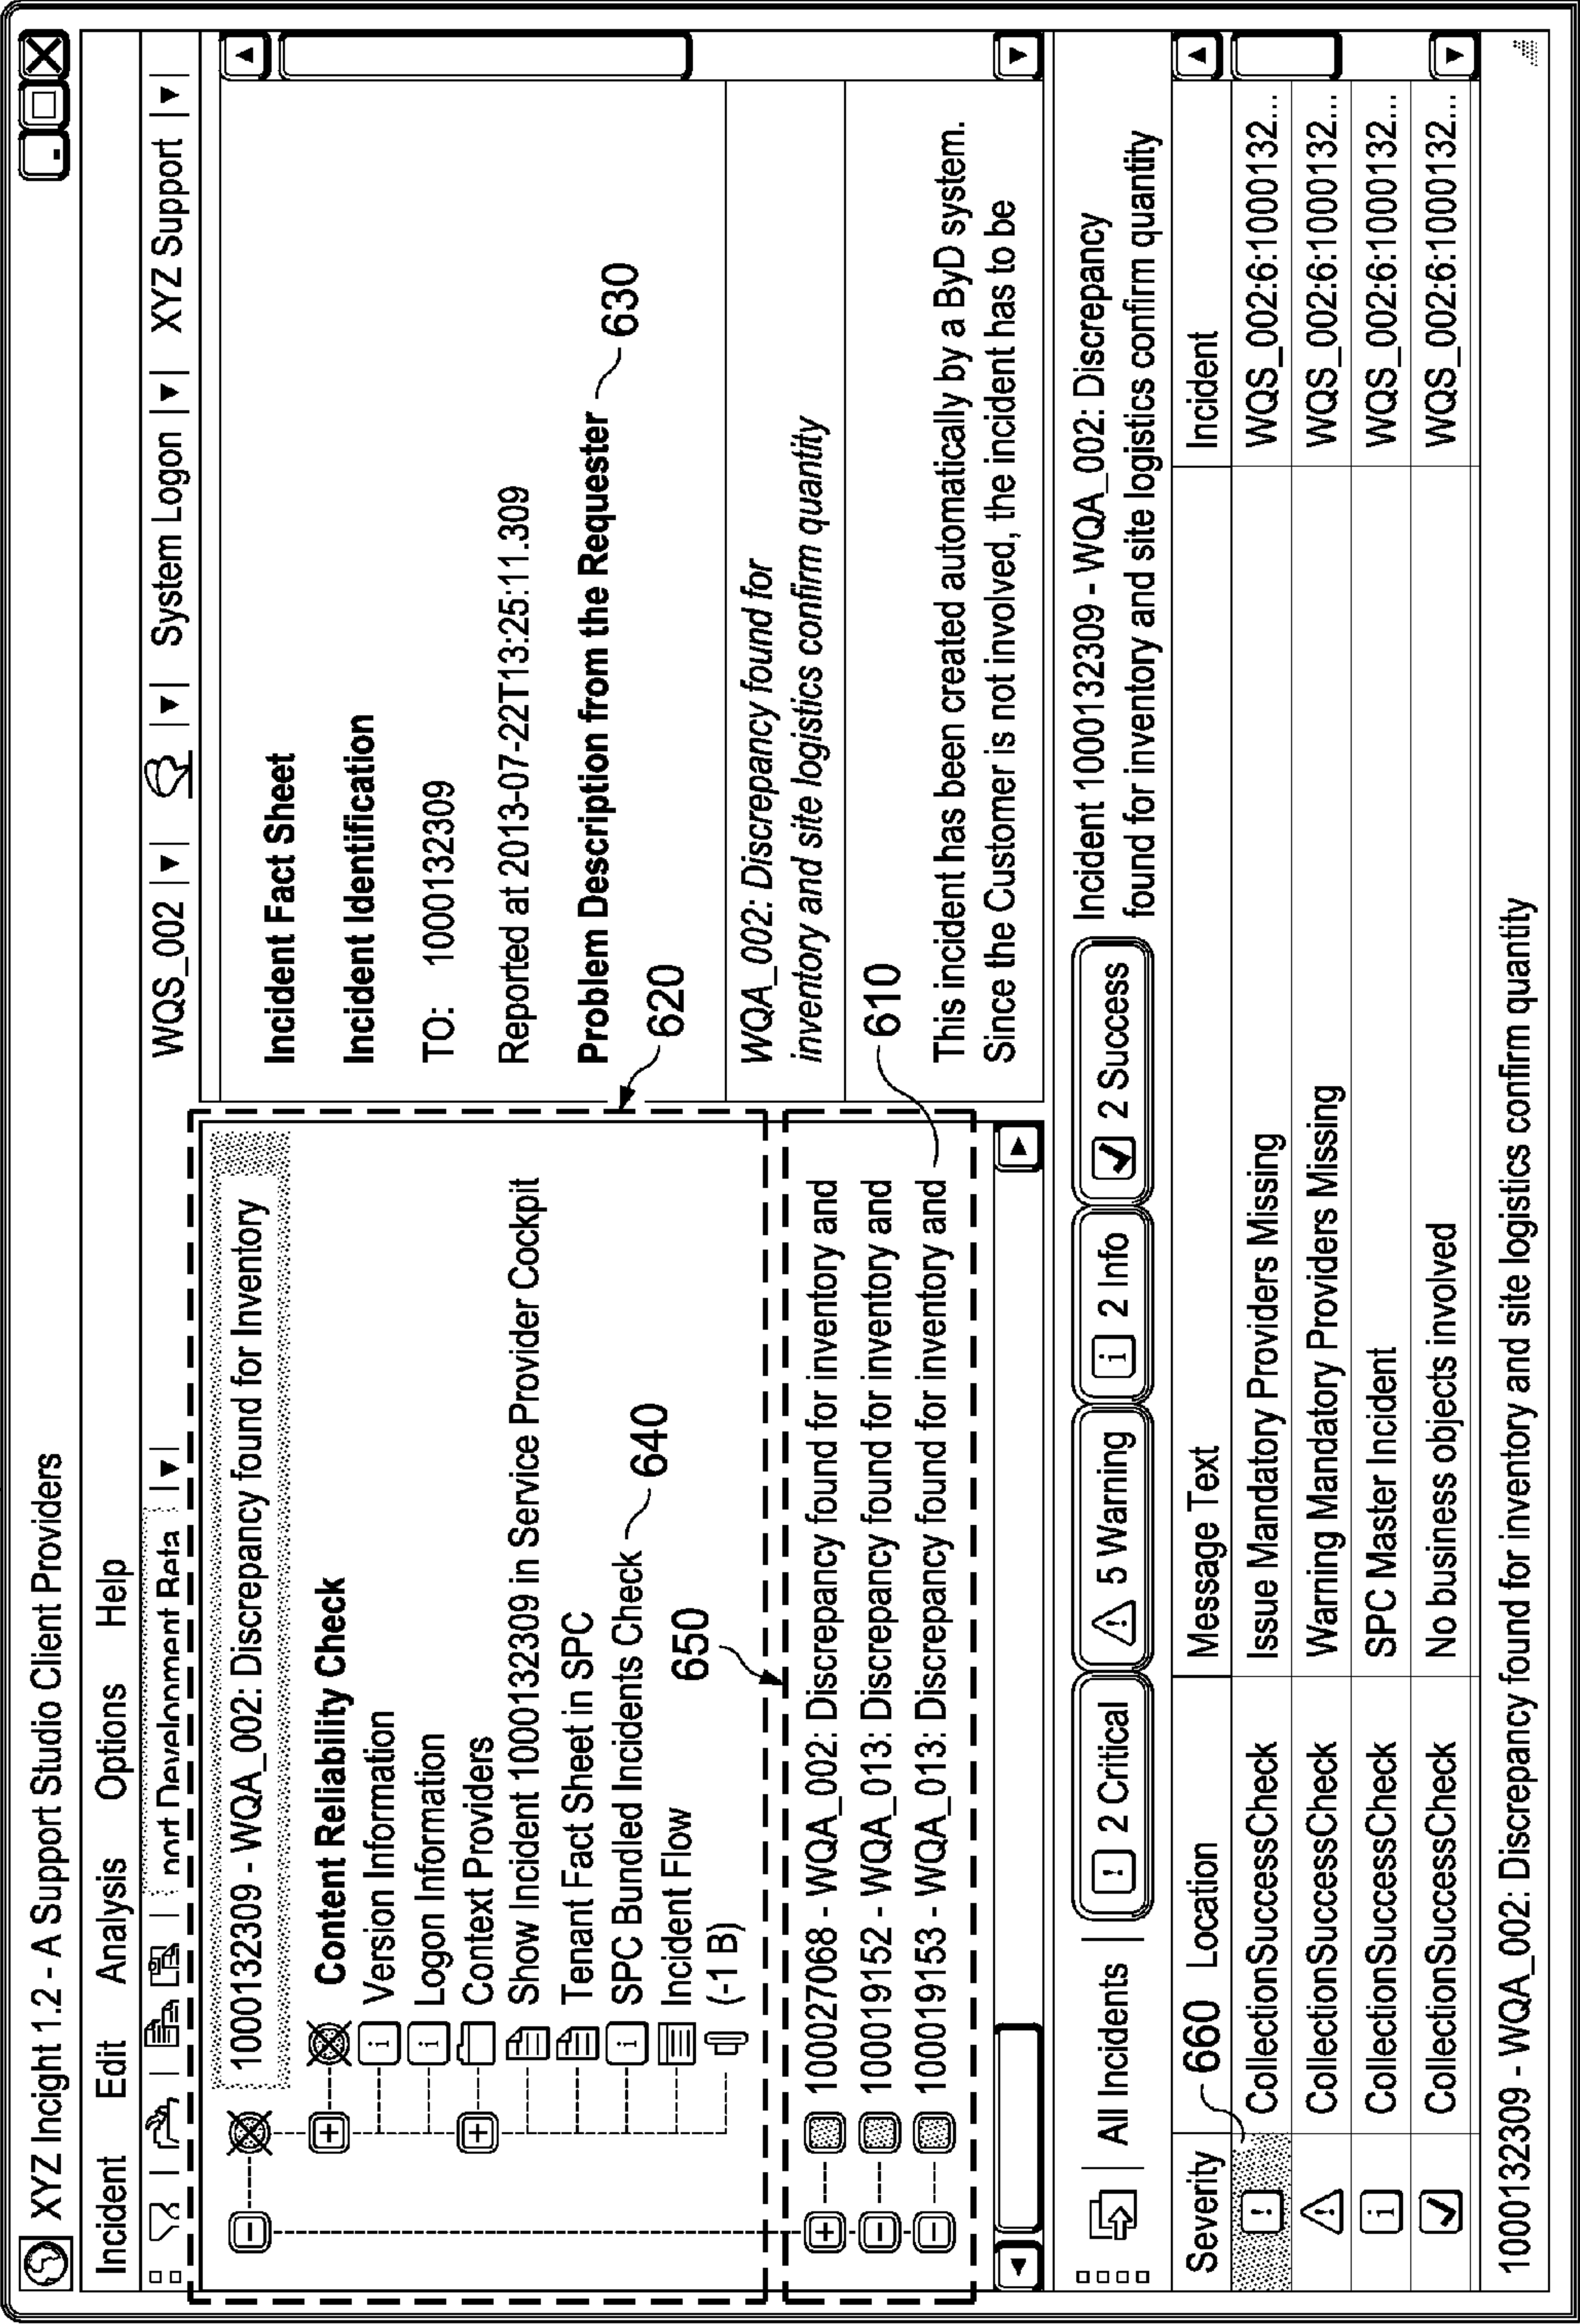 XYZ Incight 1.2 - A Support Studio Client Providers
Incident Edit Analysis Options Help
port Development Beta WQS_002 System Logon XYZ Support
1000132309 - WQA_002: Discrepancy found for Inventory
Content Reliability Check
Version Information
Logon Information
Context Providers
Show Incident 1000132309 in Service Provider Cockpit
Tenant Fact Sheet in SPC
SPC Bundled Incidents Check 640
Incident Flow
(-1 B)
650
1000027068 - WQA_002: Discrepancy found for inventory and
1000019152 - WQA_013: Discrepancy found for inventory and
1000019153 - WQA_013: Discrepancy found for inventory and
Incident Fact Sheet
Incident Identification
TO: 1000132309
Reported at 2013-07-22T13:25:11.309
Problem Description from the Requester 630
620
WQA_002: Discrepancy found for
inventory and site logistics confirm quantity
610
This incident has been created automatically by a ByD system.
Since the Customer is not involved, the incident has to be
All Incidents 2 Critical 5 Warning 2 Info 2 Success
Incident 1000132309 - WQA_002: Discrepancy
found for inventory and site logistics confirm quantity
660
Severity Location Message Text Incident
CollectionSuccessCheck Issue Mandatory Providers Missing WQS_002:6:1000132...
CollectionSuccessCheck Warning Mandatory Providers Missing WQS_002:6:1000132...
CollectionSuccessCheck SPC Master Incident WQS_002:6:1000132...
CollectionSuccessCheck No business objects involved WQS_002:6:1000132...
1000132309 - WQA_002: Discrepancy found for inventory and site logistics confirm quantity